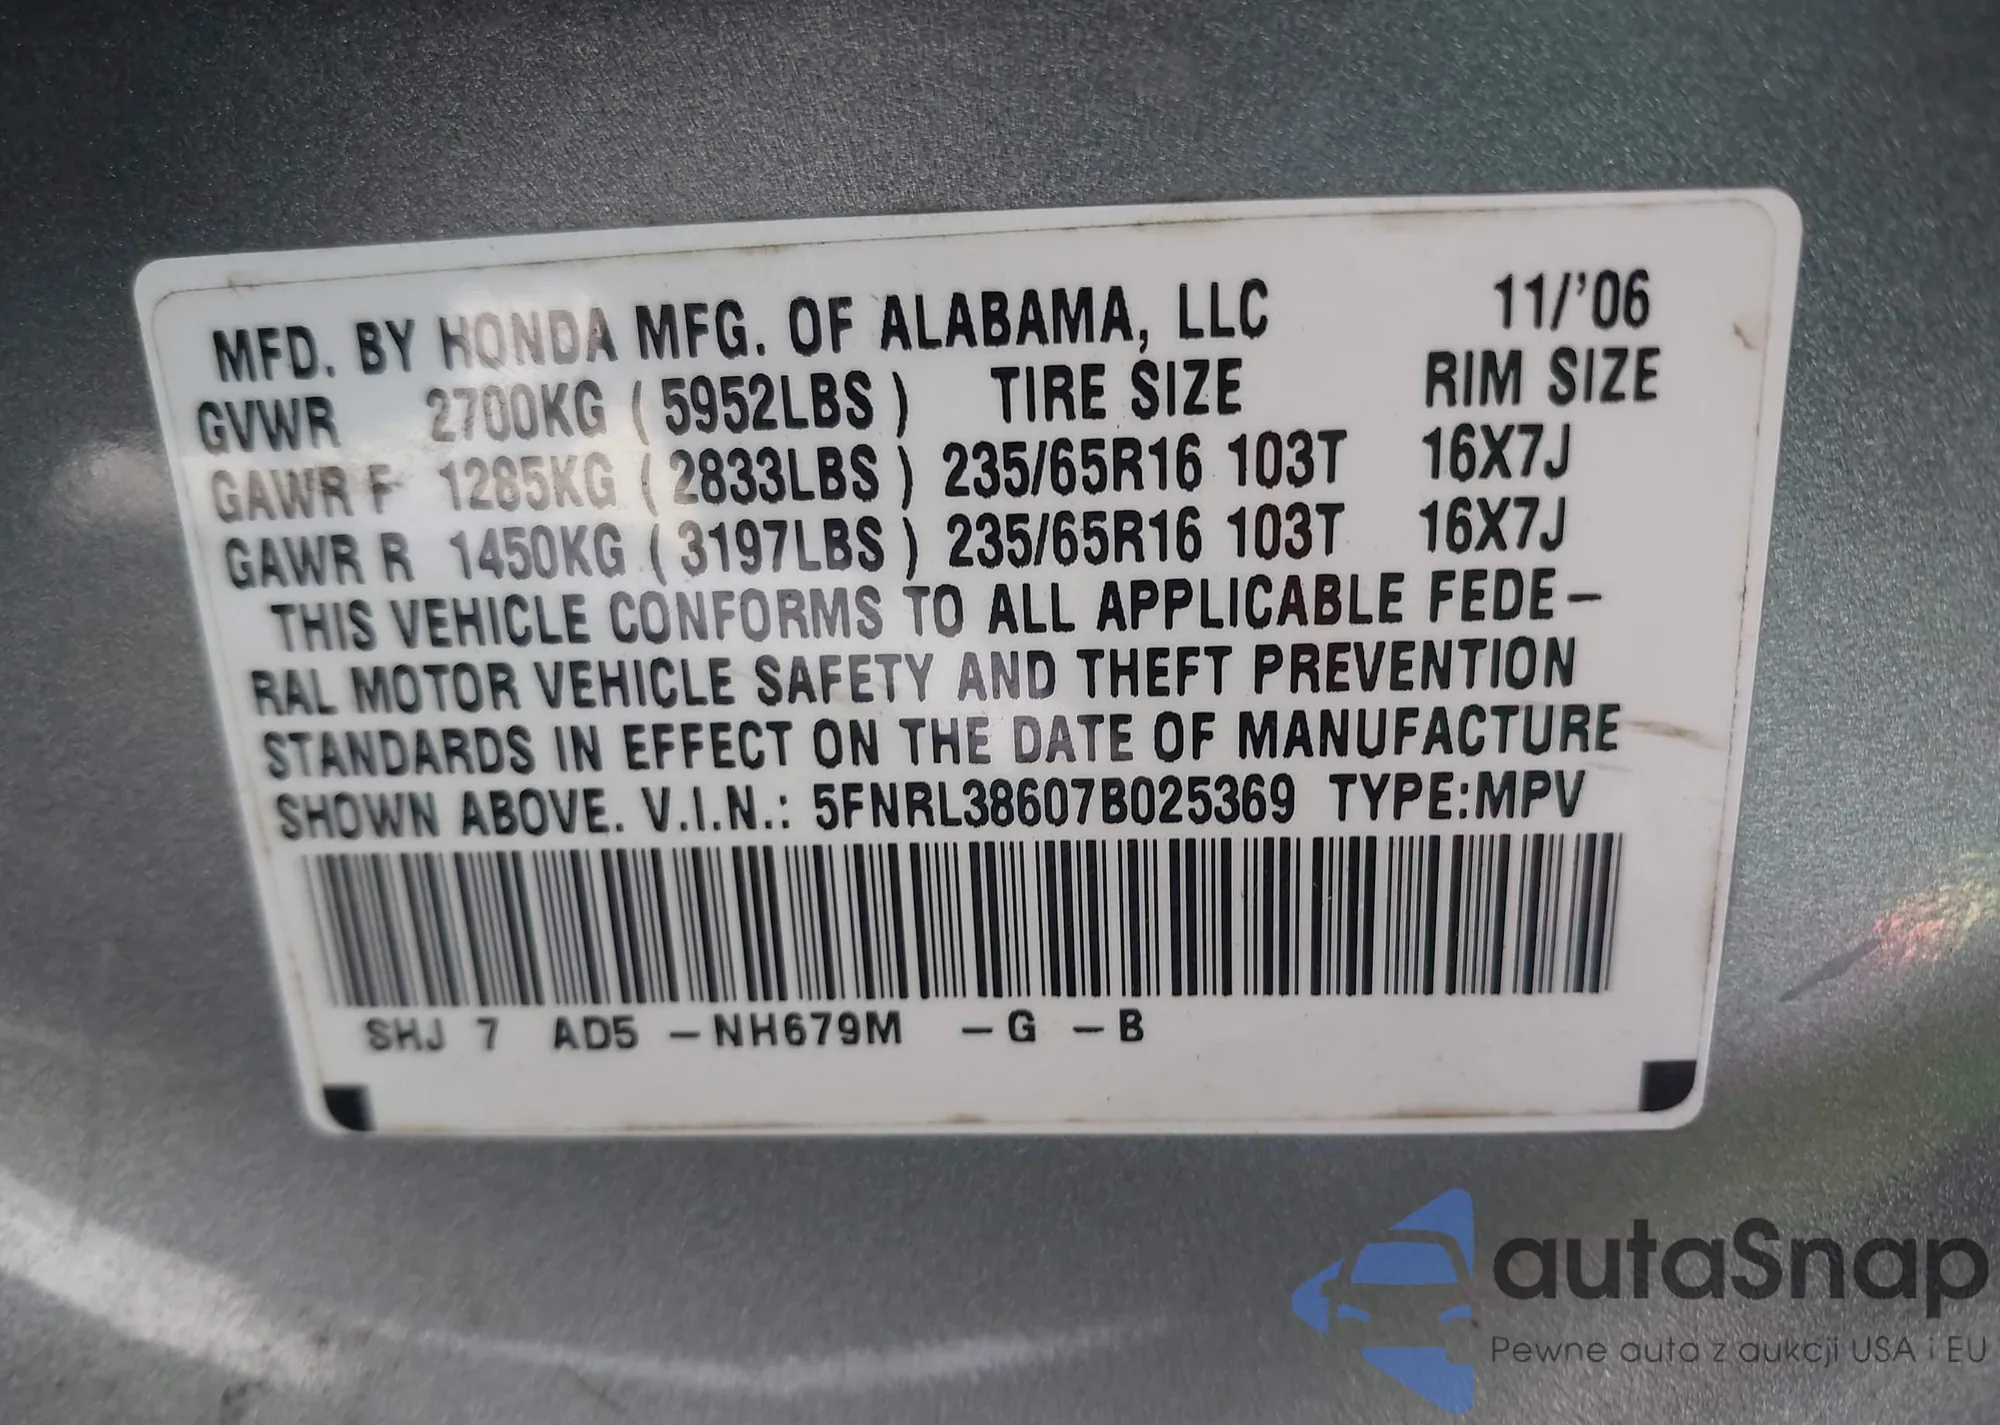 MFD. BY HONDA MFG. OF ALABAMA, LLC 11/'06
GVWR 2700KG ( 5952LBS ) TIRE SIZE RIM SIZE
GAWR F 1285KG ( 2833LBS ) 235/65R16 103T 16X7J
GAWR R 1450KG ( 3197LBS ) 235/65R16 103T 16X7J
THIS VEHICLE CONFORMS TO ALL APPLICABLE FEDE-
RAL MOTOR VEHICLE SAFETY AND THEFT PREVENTION
STANDARDS IN EFFECT ON THE DATE OF MANUFACTURE
SHOWN ABOVE. V.I.N.: 5FNRL38607B025369 TYPE:MPV
SHJ 7 AD5 -NH679M -G -B
autaSnap
Pewne auta z aukcji USA i EU